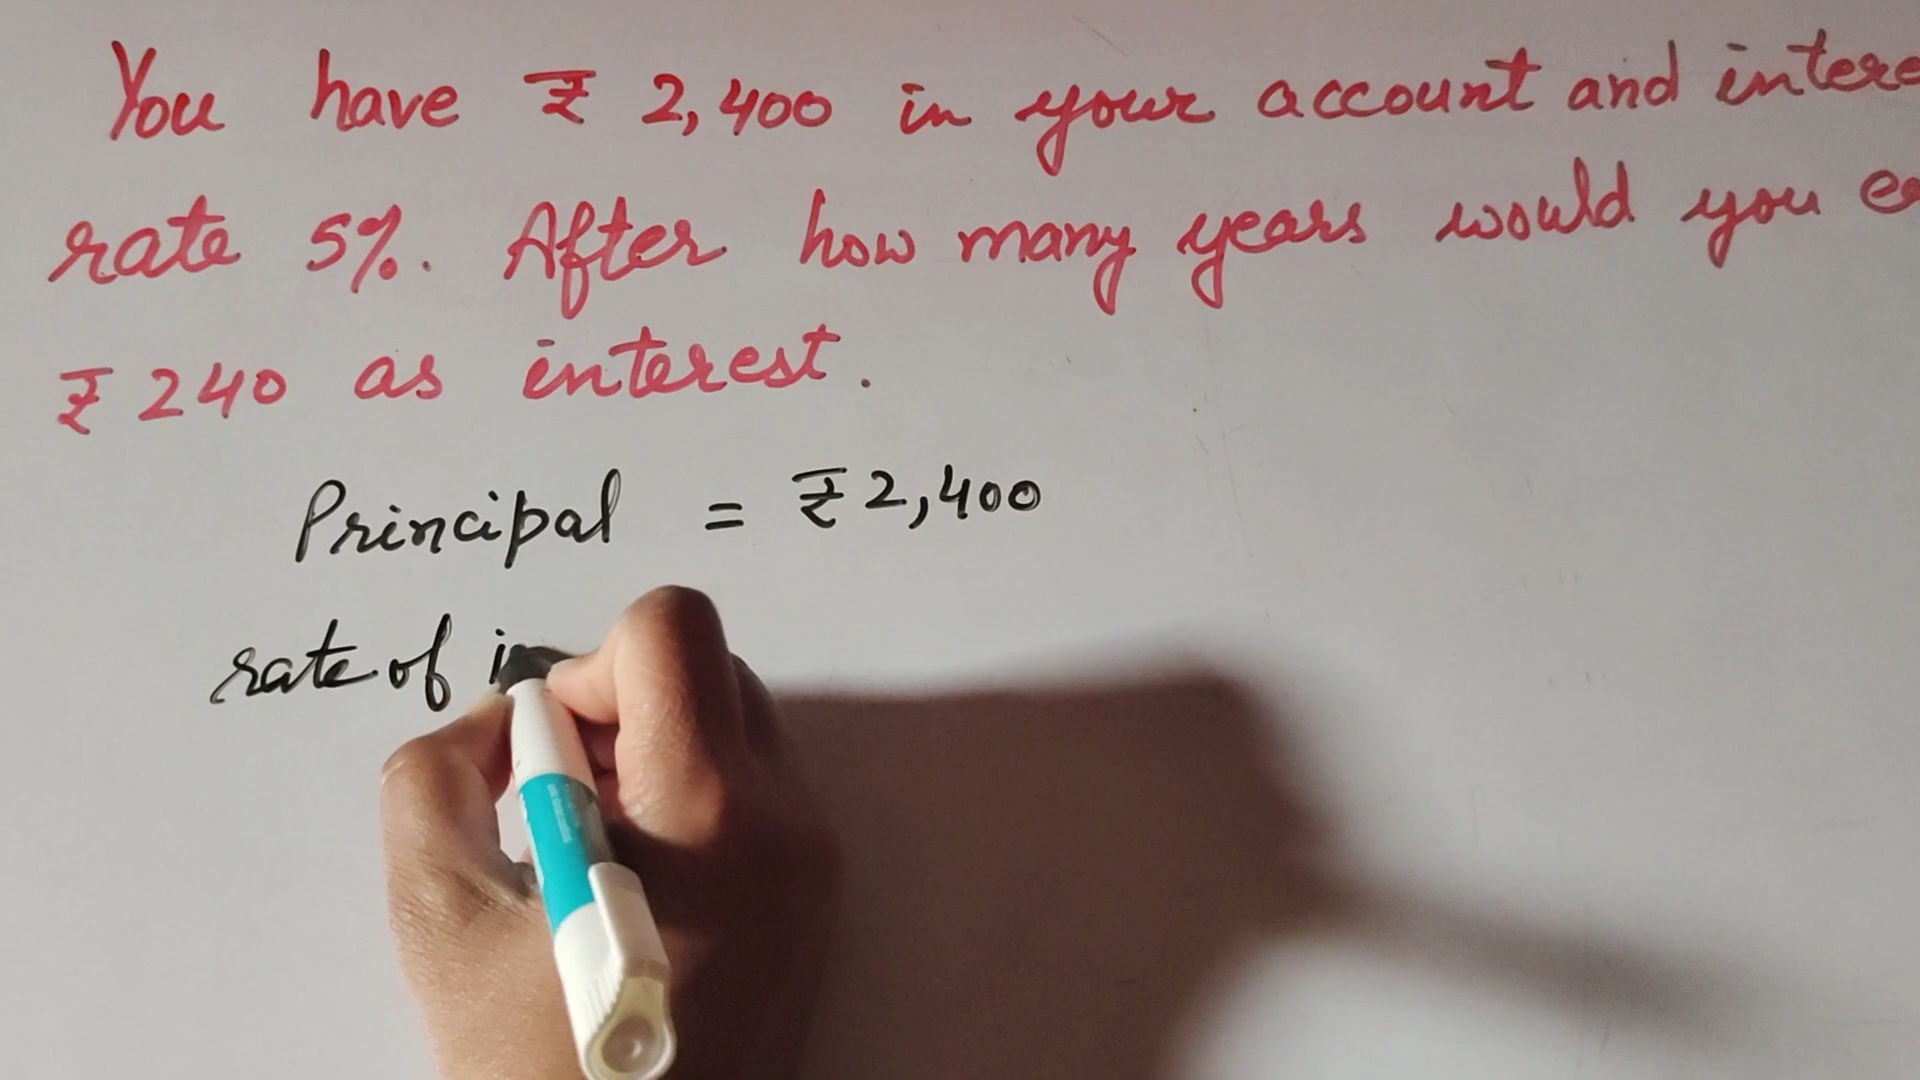 You have ₹ 2,400 in your account and intere
rate 5%. After how many years would you e
₹ 240 as interest.
Principal = ₹ 2,400
rate of i